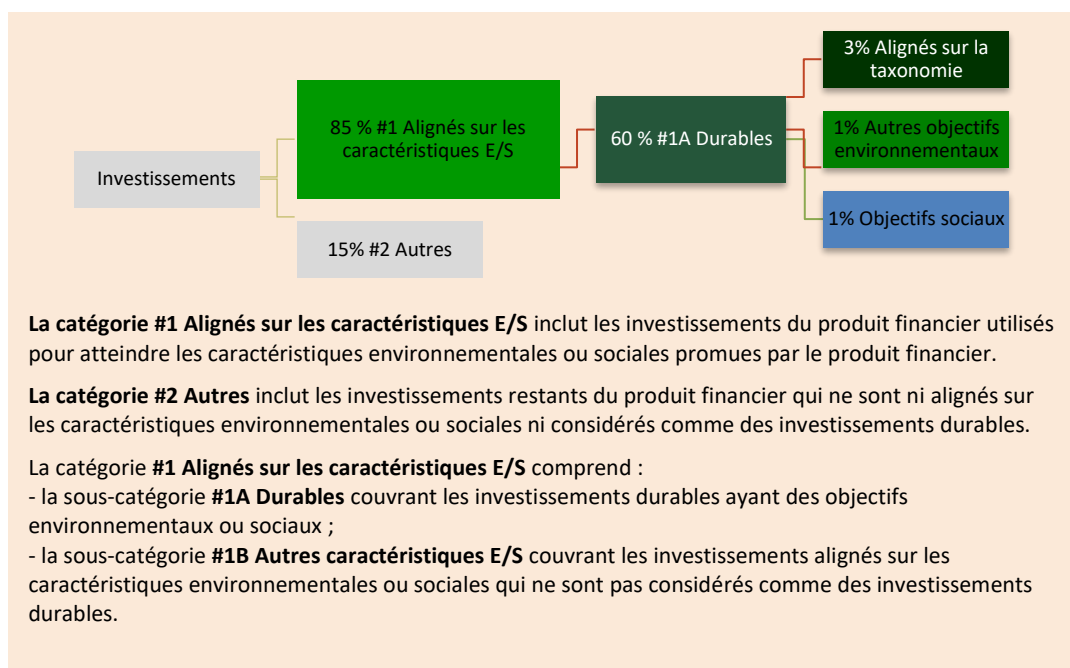 3% Alignés sur la
taxonomie
85 % #1 Alignés sur les
caractéristiques E/S
60 % #1A Durables
1% Autres objectifs
environnementaux
Investissements
15% #2 Autres
1% Objectifs sociaux
La catégorie #1 Alignés sur les caractéristiques E/S inclut les investissements du produit financier utilisés
pour atteindre les caractéristiques environnementales ou sociales promues par le produit financier.
La catégorie #2 Autres inclut les investissements restants du produit financier qui ne sont ni alignés sur
les caractéristiques environnementales ou sociales ni considérés comme des investissements durables.
La catégorie #1 Alignés sur les caractéristiques E/S comprend :
- la sous-catégorie #1A Durables couvrant les investissements durables ayant des objectifs
environnementaux ou sociaux ;
- la sous-catégorie #1B Autres caractéristiques E/S couvrant les investissements alignés sur les
caractéristiques environnementales ou sociales qui ne sont pas considérés comme des investissements
durables.